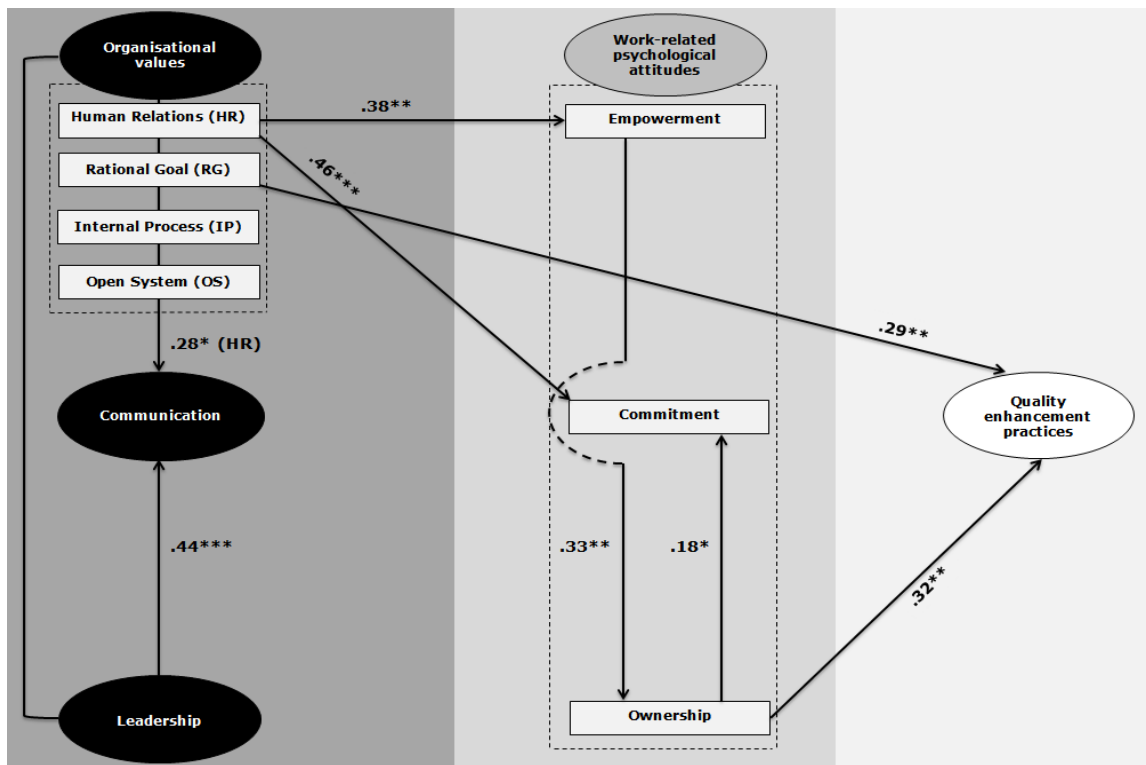 Organisational
values
Work-related
psychological
attitudes
Human Relations (HR)
.38**
Empowerment
.46***
Rational Goal (RG)
Internal Process (IP)
Open System (OS)
.28* (HR)
.29**
Communication
Commitment
Quality
enhancement
practices
.44***
.33**
.18*
.32**
Leadership
Ownership